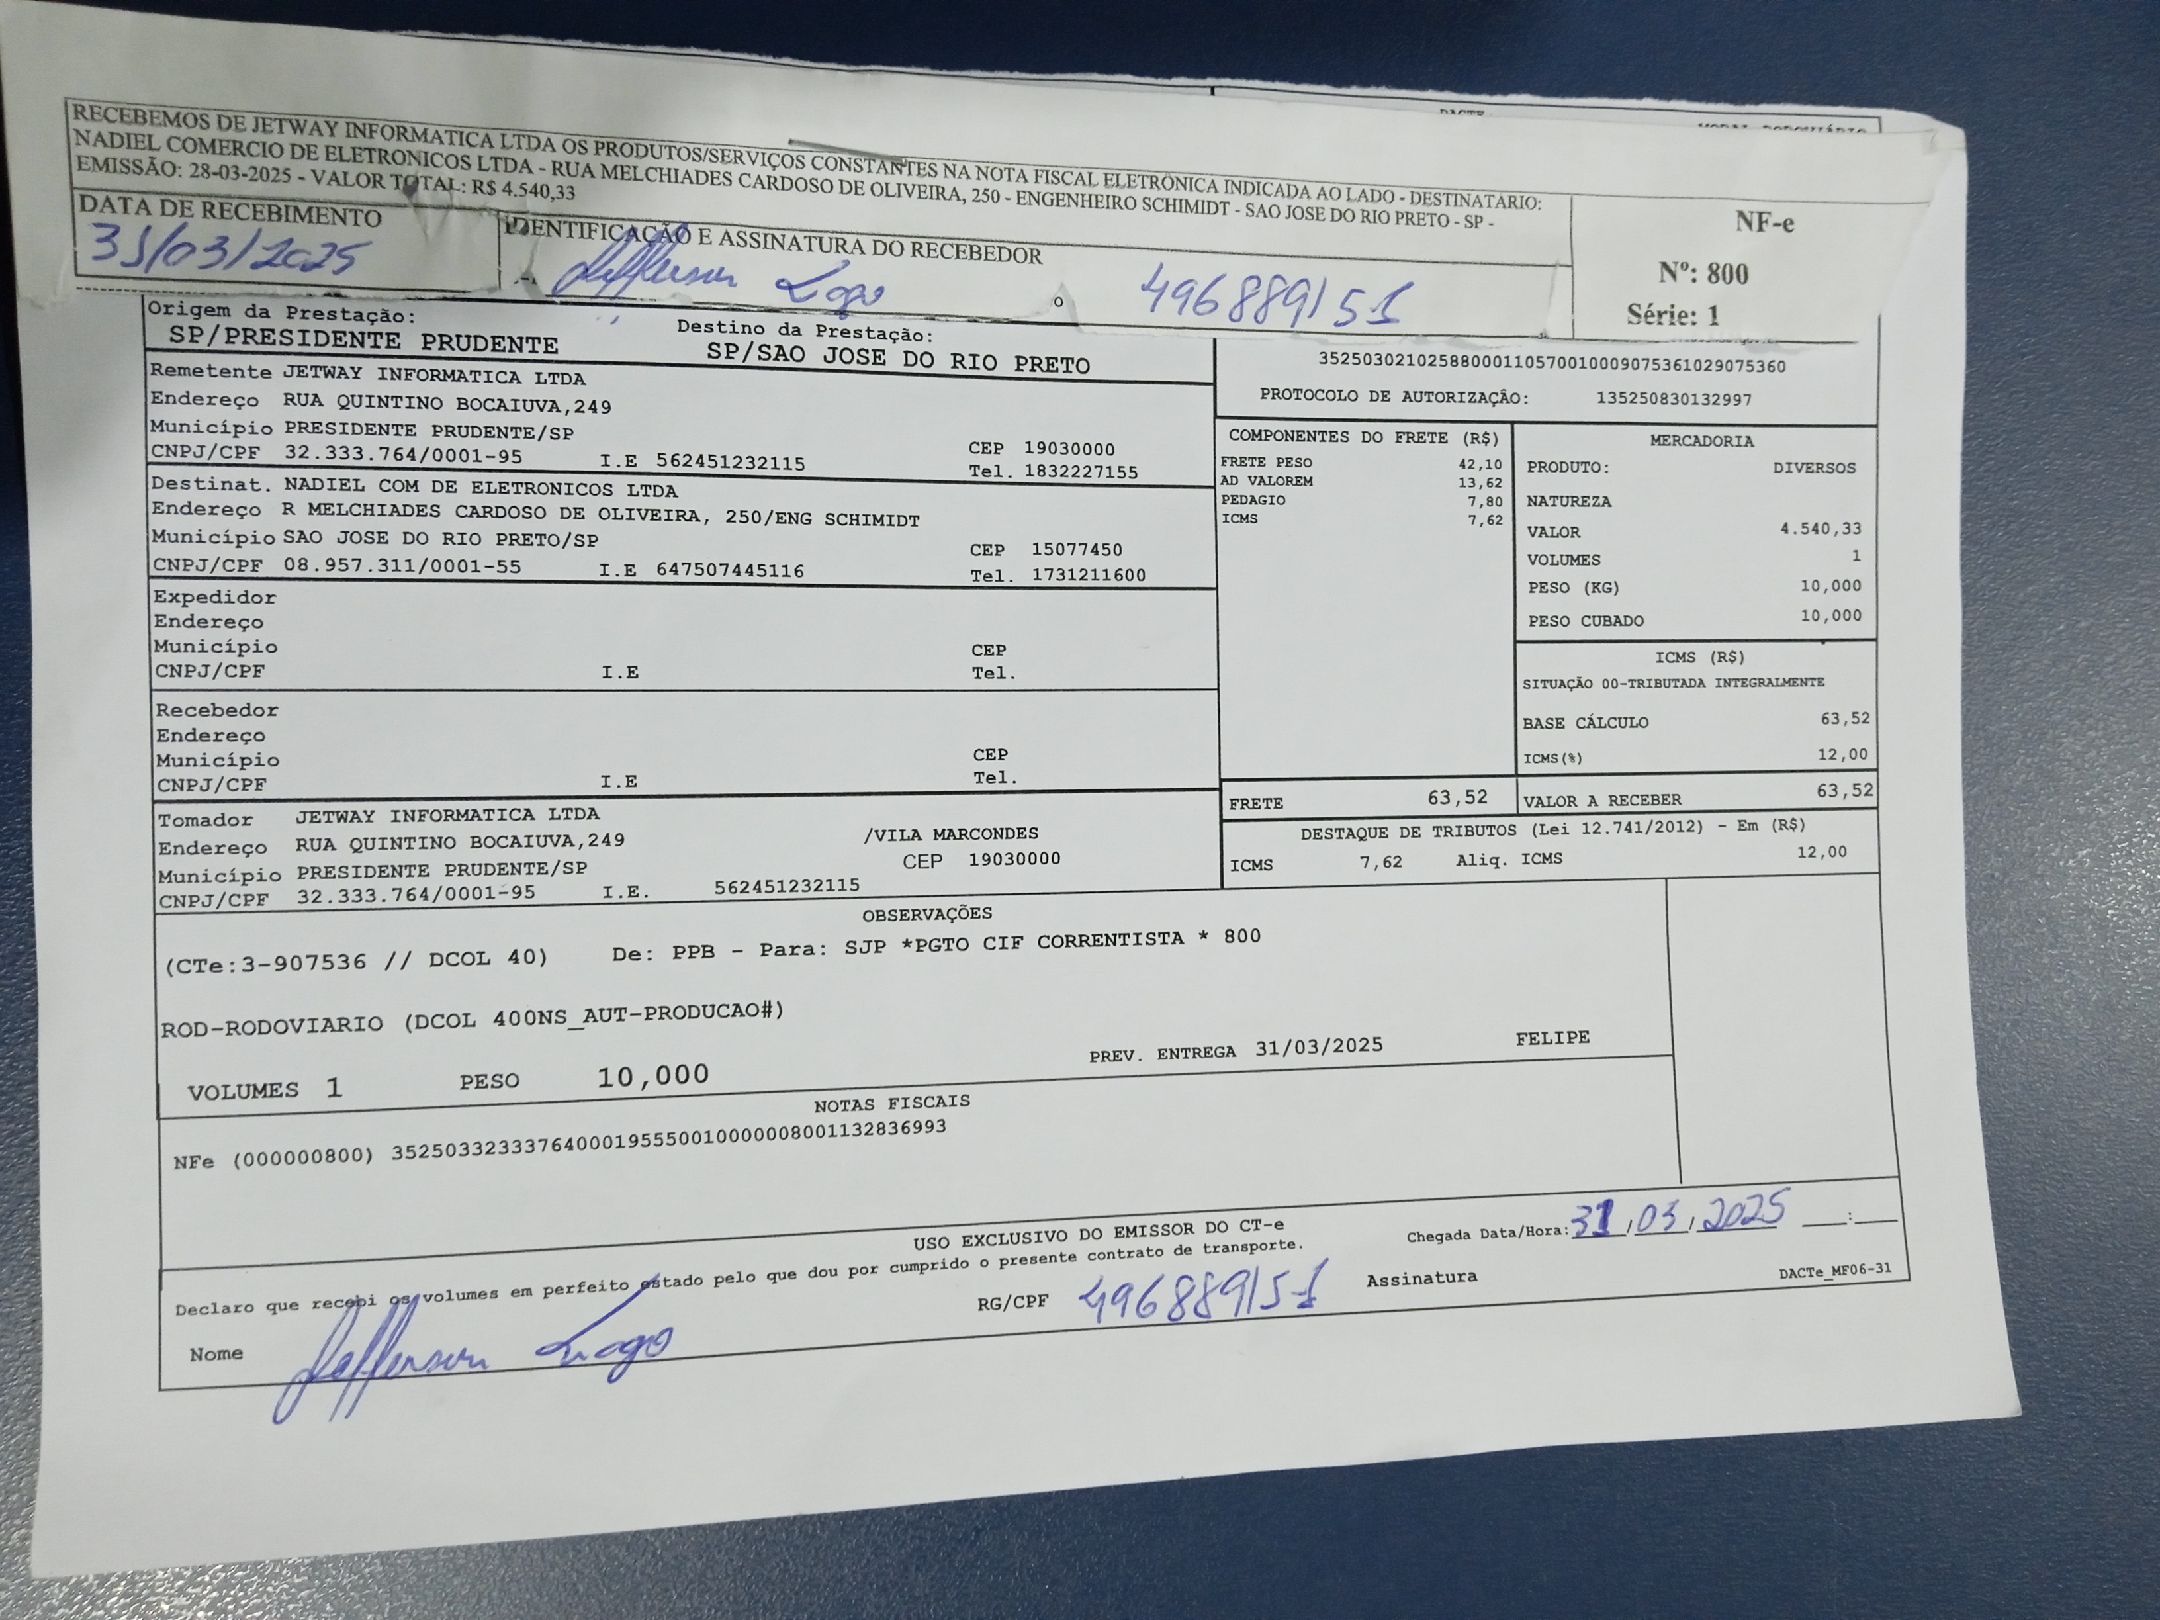 DACTE
MODAL RODOVIÁRIO
RECEBEMOS DE JETWAY INFORMATICA LTDA OS PRODUTOS/SERVIÇOS CONSTANTES NA NOTA FISCAL ELETRÔNICA INDICADA AO LADO - DESTINATARIO:
NADIEL COMERCIO DE ELETRONICOS LTDA - RUA MELCHIADES CARDOSO DE OLIVEIRA, 250 - ENGENHEIRO SCHIMIDT - SAO JOSE DO RIO PRETO - SP -
EMISSÃO: 28-03-2025 - VALOR TOTAL: R$ 4.540,33
NF-e
Nº: 800
Série: 1
DATA DE RECEBIMENTO
31/03/2025
IDENTIFICAÇÃO E ASSINATURA DO RECEBEDOR
Jefferson 496889151
Origem da Prestação:
SP/PRESIDENTE PRUDENTE
Destino da Prestação:
SP/SAO JOSE DO RIO PRETO
35250302102588000110570010009075361029075360
PROTOCOLO DE AUTORIZAÇÂO: 135250830132997
Remetente JETWAY INFORMATICA LTDA
Endereço RUA QUINTINO BOCAIUVA,249
Município PRESIDENTE PRUDENTE/SP CEP 19030000
CNPJ/CPF 32.333.764/0001-95 I.E 562451232115 Tel. 1832227155
Destinat. NADIEL COM DE ELETRONICOS LTDA
Endereço R MELCHIADES CARDOSO DE OLIVEIRA, 250/ENG SCHIMIDT
Município SAO JOSE DO RIO PRETO/SP CEP 15077450
CNPJ/CPF 08.957.311/0001-55 I.E 647507445116 Tel. 1731211600
Expedidor
Endereço
Município CEP
CNPJ/CPF I.E Tel.
Recebedor
Endereço
Município CEP
CNPJ/CPF I.E Tel.
Tomador JETWAY INFORMATICA LTDA
Endereço RUA QUINTINO BOCAIUVA,249 /VILA MARCONDES
Município PRESIDENTE PRUDENTE/SP CEP 19030000
CNPJ/CPF 32.333.764/0001-95 I.E. 562451232115
COMPONENTES DO FRETE (R$)
FRETE PESO 42,10
AD VALOREM 13,62
PEDAGIO 7,80
ICMS 7,62
MERCADORIA
PRODUTO: DIVERSOS
NATUREZA
VALOR 4.540,33
VOLUMES 1
PESO (KG) 10,000
PESO CUBADO 10,000
ICMS (R$)
SITUAÇÃO 00-TRIBUTADA INTEGRALMENTE
BASE CÁLCULO 63,52
ICMS(%) 12,00
FRETE 63,52 VALOR A RECEBER 63,52
DESTAQUE DE TRIBUTOS (Lei 12.741/2012) - Em (R$)
ICMS 7,62 Aliq. ICMS 12,00
OBSERVAÇÕES
(CTe:3-907536 // DCOL 40) De: PPB - Para: SJP *PGTO CIF CORRENTISTA * 800
ROD-RODOVIARIO (DCOL 400NS_AUT-PRODUCAO#)
VOLUMES 1 PESO 10,000 PREV. ENTREGA 31/03/2025 FELIPE
NOTAS FISCAIS
NFe (000000800) 35250332333764000195550010000008001132836993
USO EXCLUSIVO DO EMISSOR DO CT-e
Chegada Data/Hora: 31/03/2025 __:__
Declaro que recebi os volumes em perfeito estado pelo que dou por cumprido o presente contrato de transporte.
Nome Jefferson RG/CPF 496889151 Assinatura
DACTe_MF06-31